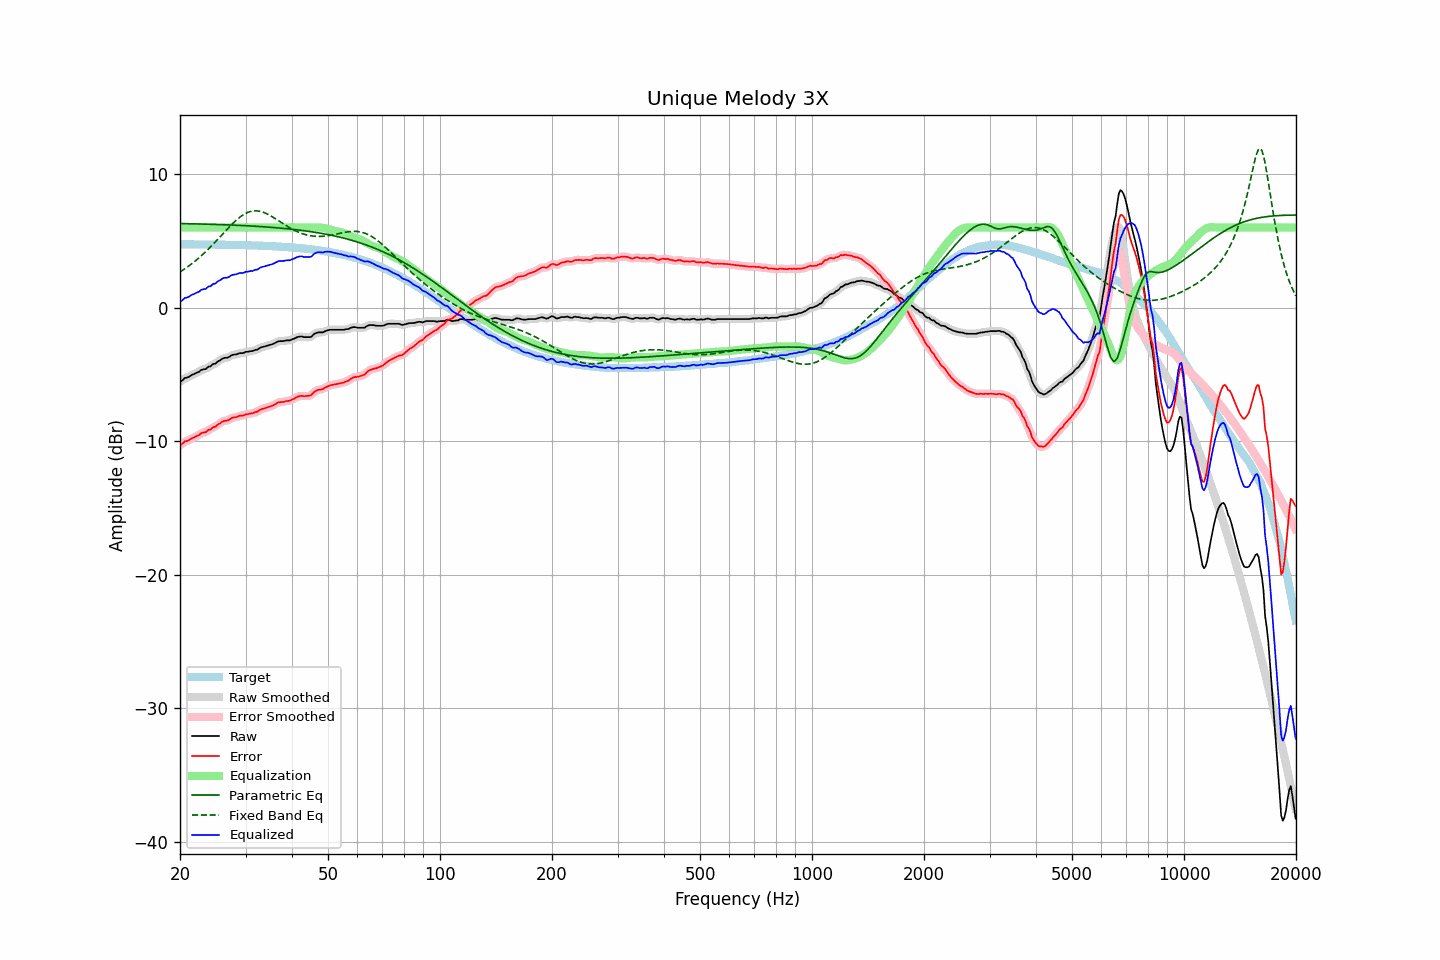 Unique Melody 3X
Amplitude (dBr)
10
0
−10
−20
−30
−40
Target
Raw Smoothed
Error Smoothed
Raw
Error
Equalization
Parametric Eq
Fixed Band Eq
Equalized
20 50 100 200 500 1000 2000 5000 10000 20000
Frequency (Hz)